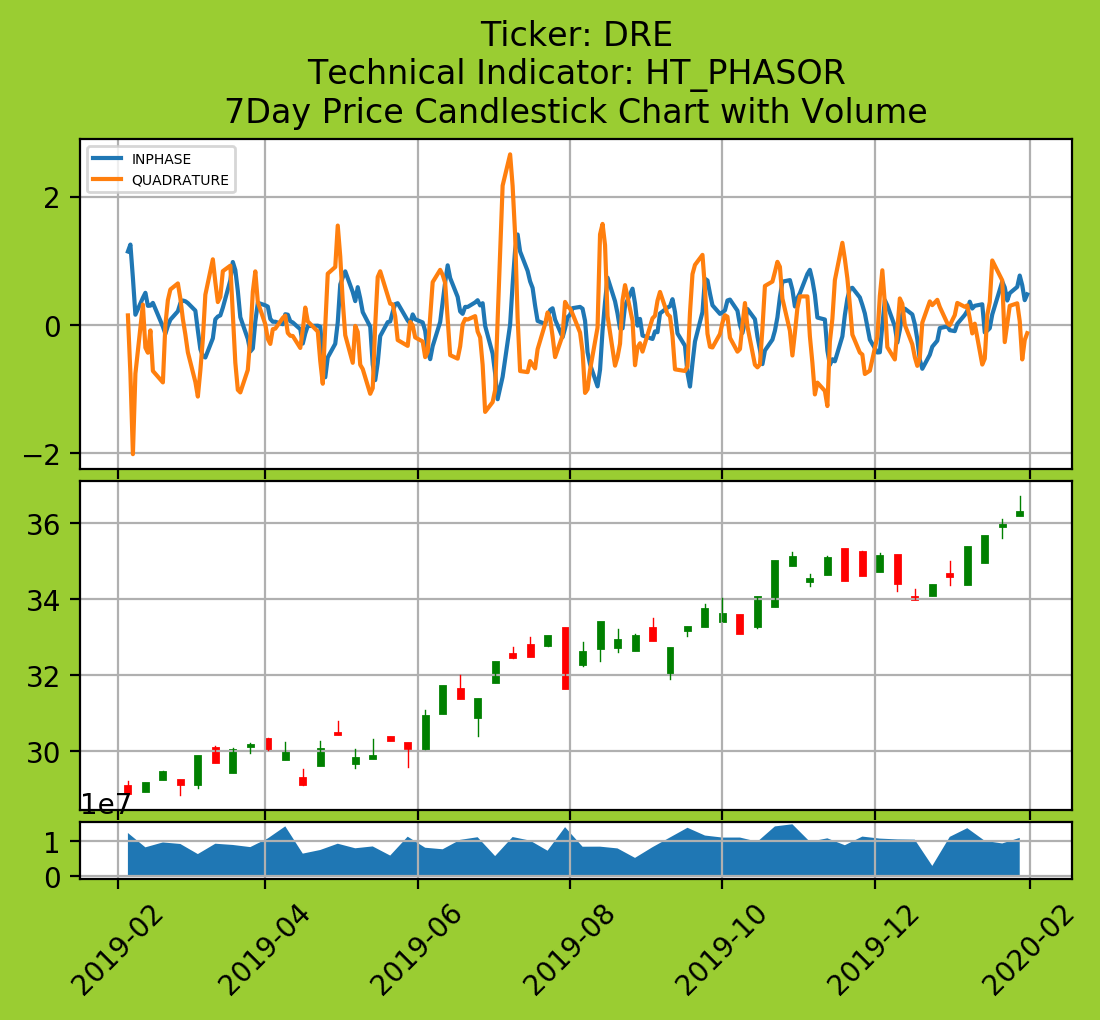 Ticker: DRE
Technical Indicator: HT_PHASOR
7Day Price Candlestick Chart with Volume
INPHASE
QUADRATURE
2
0
−2
36
34
32
30
1e7
1
0
2019-02
2019-04
2019-06
2019-08
2019-10
2019-12
2020-02